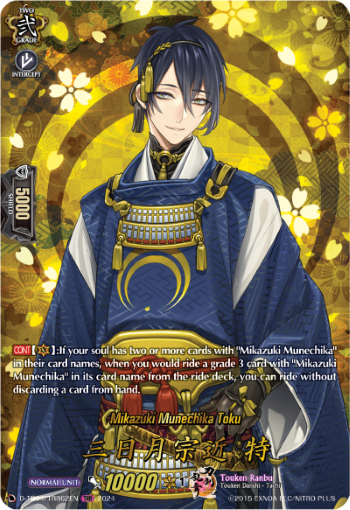 TWO
弐
GRADE
INTERCEPT
5000
SHIELD
CONT【】:If your soul has two or more cards with "Mikazuki Munechika"
in their card names, when you would ride a grade 3 card with "Mikazuki
Munechika" in its card name from the ride deck, you can ride without
discarding a card from hand.
Mikazuki Munechika Toku
三日月宗近 特
NORMAL UNIT
10000
Touken Ranbu
Touken Danshi - Tachi
2024
©2015 EXNOA LLC/NITRO PLUS